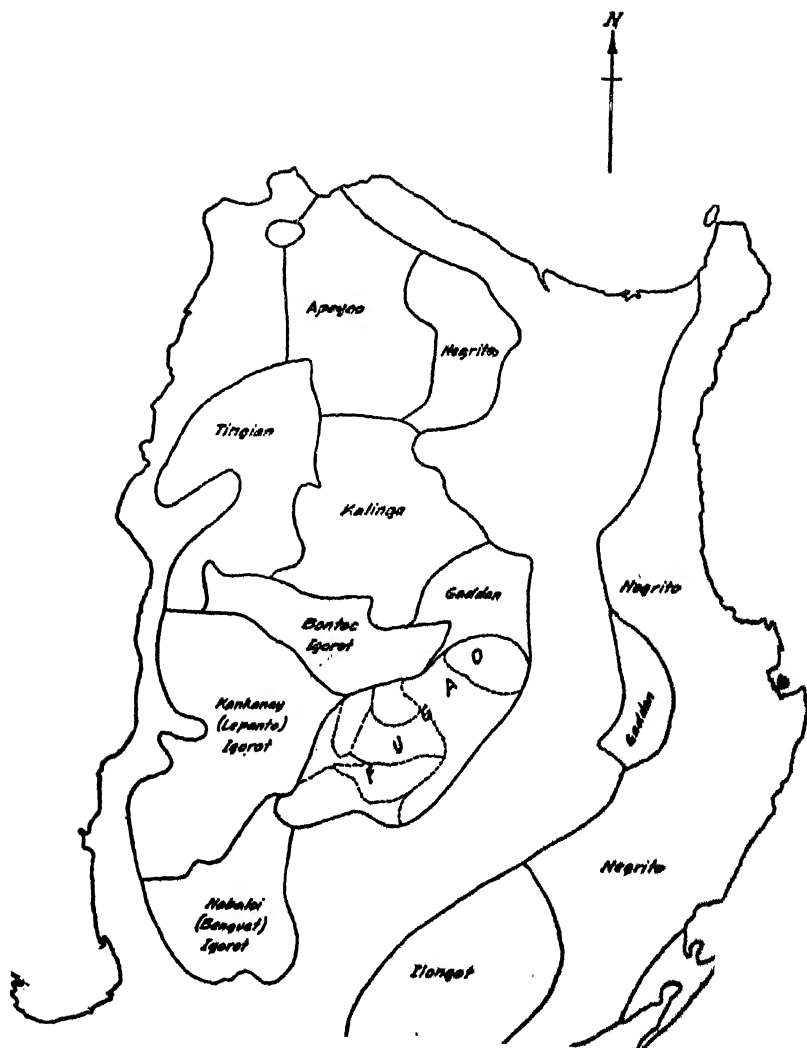 N
Apayao
Negrito
Tingian
Kalinga
Gaddan
Negrito
Bontoc
Igorot
Gaddan
Kankanay
(Lepanto)
Igorot
I F U G A O
Nabaloi
(Benguet)
Igorot
Negrito
Ilongot